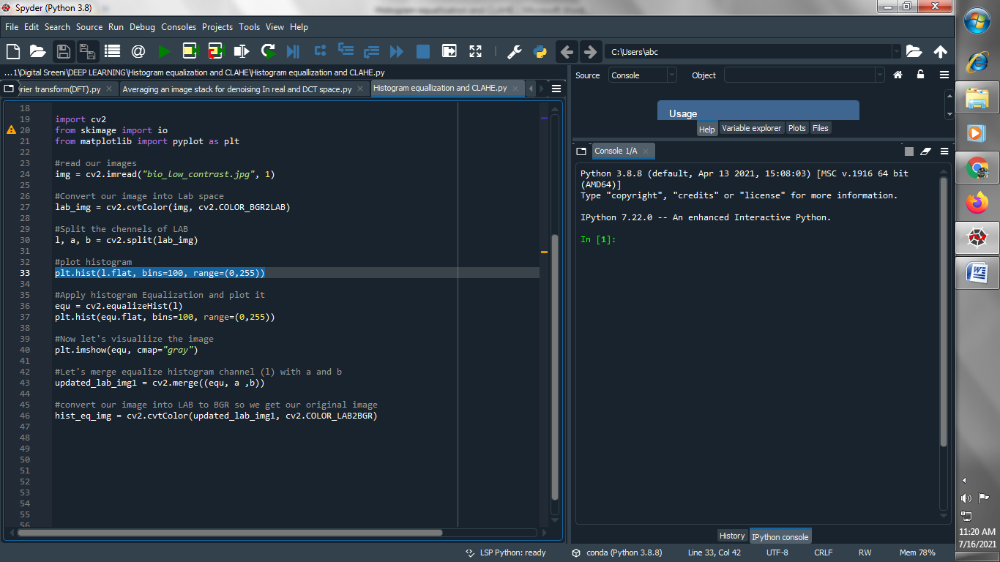 Spyder (Python 3.8)
File Edit Search Source Run Debug Consoles Projects Tools View Help
C:\Users\abc
...1\Digital Sreeni\DEEP LEARNING\Histogram equalization and CLAHE\Histogram equallization and CLAHE.py
rier transform(DFT).py
Averaging an image stack for denoising In real and DCT space.py
Histogram equallization and CLAHE.py
18
19 import cv2
20 from skimage import io
21 from matplotlib import pyplot as plt
22
23 #read our images
24 img = cv2.imread("bio_low_contrast.jpg", 1)
25
26 #Convert our image into Lab space
27 lab_img = cv2.cvtColor(img, cv2.COLOR_BGR2LAB)
28
29 #Split the chennels of LAB
30 l, a, b = cv2.split(lab_img)
31
32 #plot histogram
33 plt.hist(l.flat, bins=100, range=(0,255))
34
35 #Apply histogram Equalization and plot it
36 equ = cv2.equalizeHist(l)
37 plt.hist(equ.flat, bins=100, range=(0,255))
38
39 #Now let's visualiize the image
40 plt.imshow(equ, cmap="gray")
41
42 #Let's merge equalize histogram channel (l) with a and b
43 updated_lab_img1 = cv2.merge((equ, a ,b))
44
45 #convert our image into LAB to BGR so we get our original image
46 hist_eq_img = cv2.cvtColor(updated_lab_img1, cv2.COLOR_LAB2BGR)
47
48
49
50
51
52
53
54
55
56
Source Console Object
Usage
Help Variable explorer Plots Files
Console 1/A
Python 3.8.8 (default, Apr 13 2021, 15:08:03) [MSC v.1916 64 bit
(AMD64)]
Type "copyright", "credits" or "license" for more information.
IPython 7.22.0 -- An enhanced Interactive Python.
In [1]:
History IPython console
LSP Python: ready conda (Python 3.8.8) Line 33, Col 42 UTF-8 CRLF RW Mem 78%
11:20 AM
7/16/2021